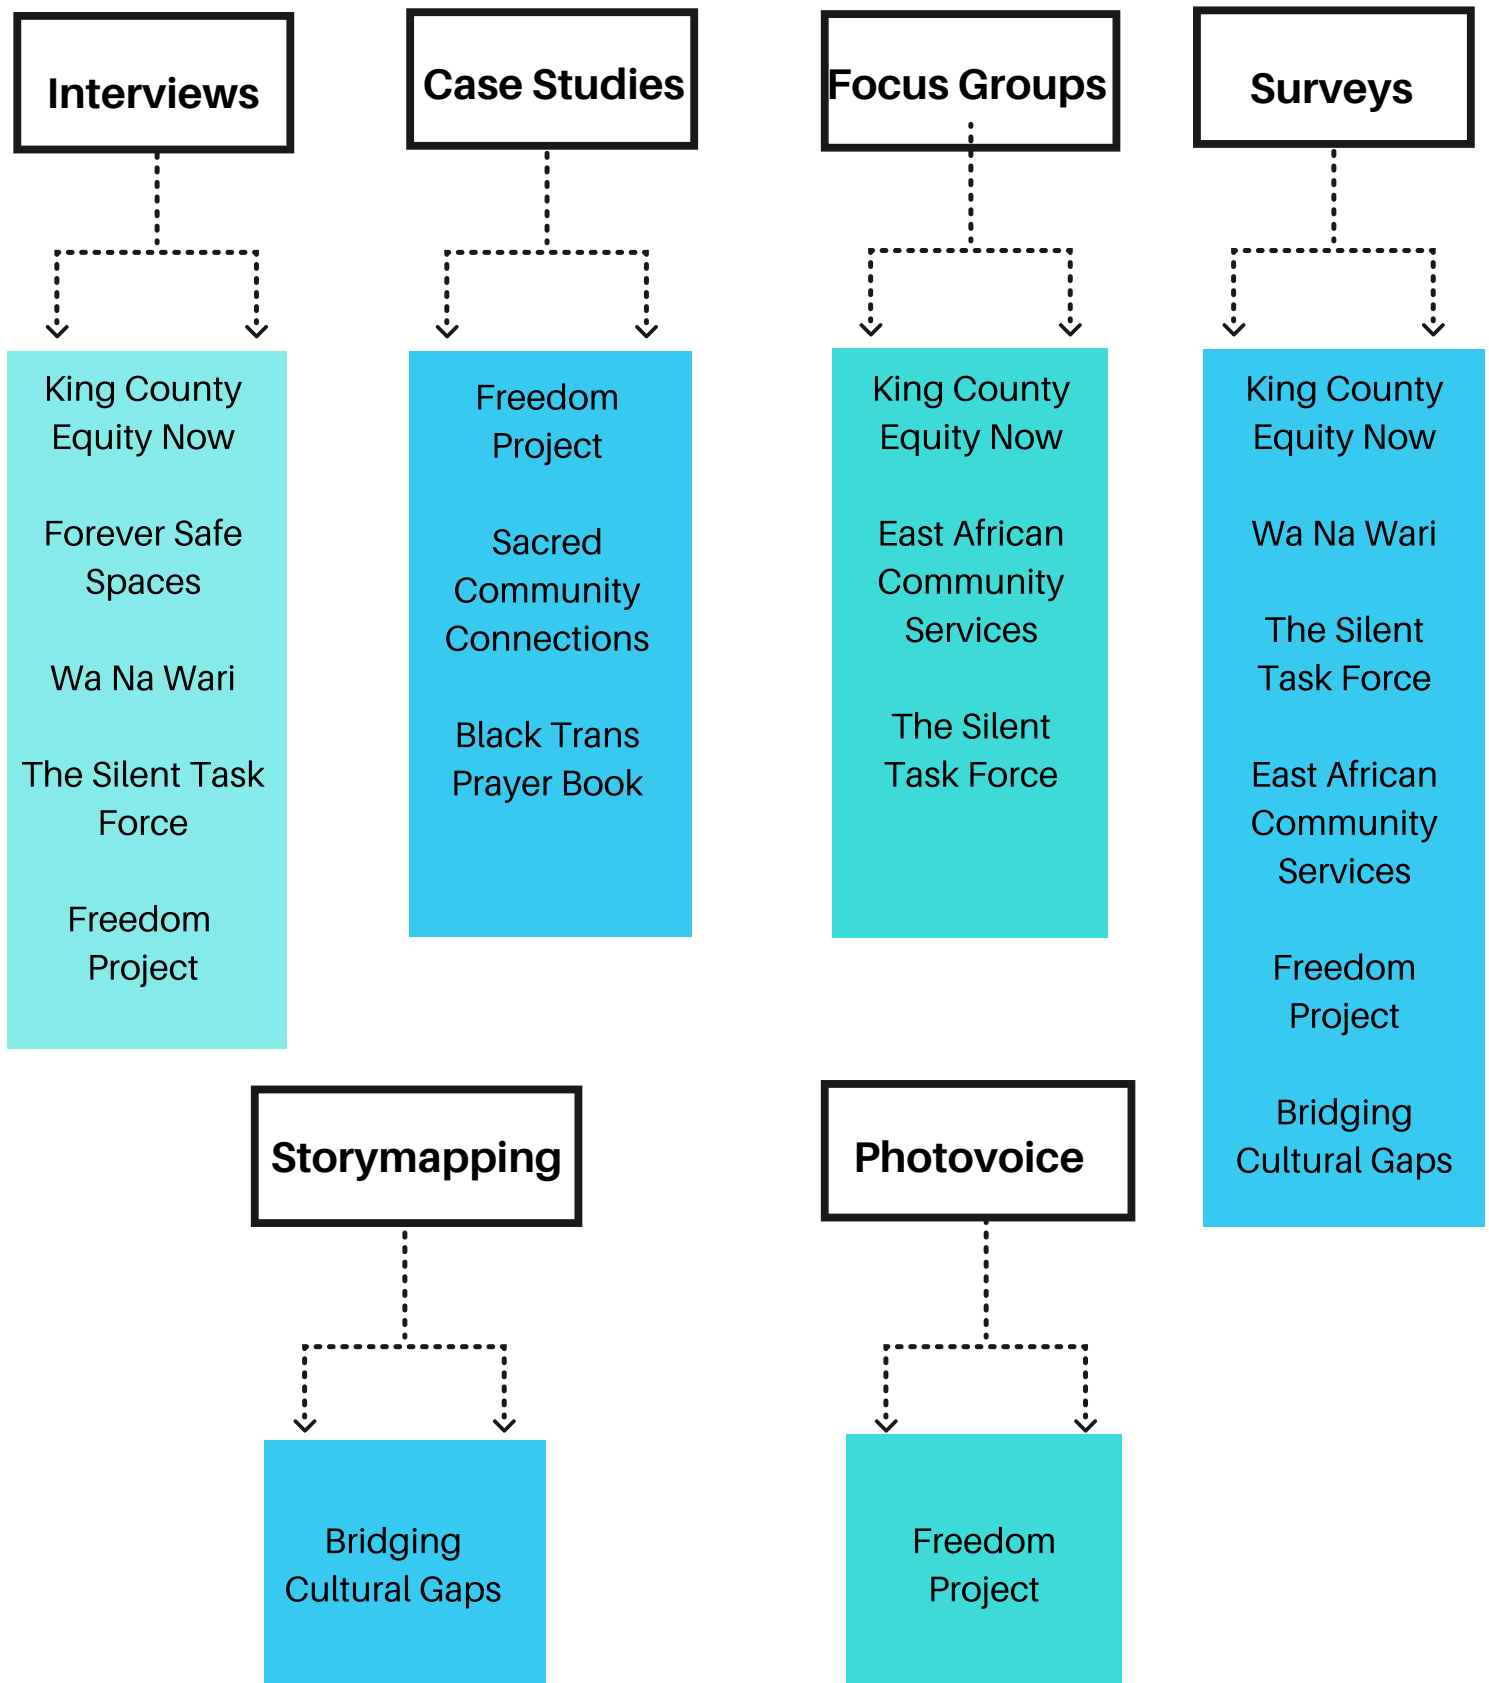 Interviews
King County
Equity Now
Forever Safe
Spaces
Wa Na Wari
The Silent Task
Force
Freedom
Project
Case Studies
Freedom
Project
Sacred
Community
Connections
Black Trans
Prayer Book
Focus Groups
King County
Equity Now
East African
Community
Services
The Silent
Task Force
Surveys
King County
Equity Now
Wa Na Wari
The Silent
Task Force
East African
Community
Services
Freedom
Project
Bridging
Cultural Gaps
Storymapping
Bridging
Cultural Gaps
Photovoice
Freedom
Project